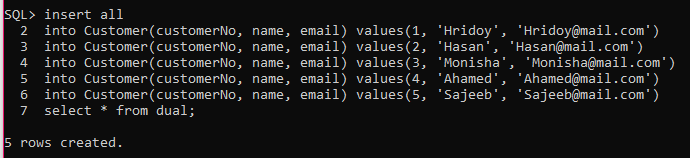 SQL> insert all
2 into Customer(customerNo, name, email) values(1, 'Hridoy', 'Hridoy@mail.com')
3 into Customer(customerNo, name, email) values(2, 'Hasan', 'Hasan@mail.com')
4 into Customer(customerNo, name, email) values(3, 'Monisha', 'Monisha@mail.com')
5 into Customer(customerNo, name, email) values(4, 'Ahamed', 'Ahamed@mail.com')
6 into Customer(customerNo, name, email) values(5, 'Sajeeb', 'Sajeeb@mail.com')
7 select * from dual;
5 rows created.